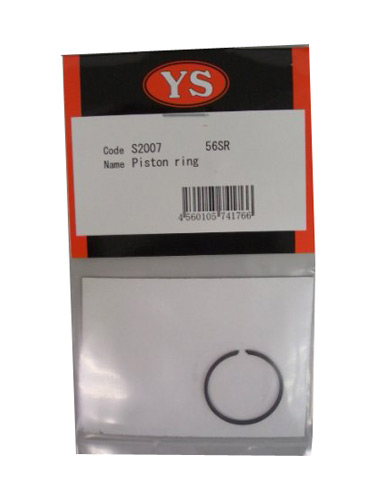 YS
Code S2007 56SR
Name Piston ring
4560105741766